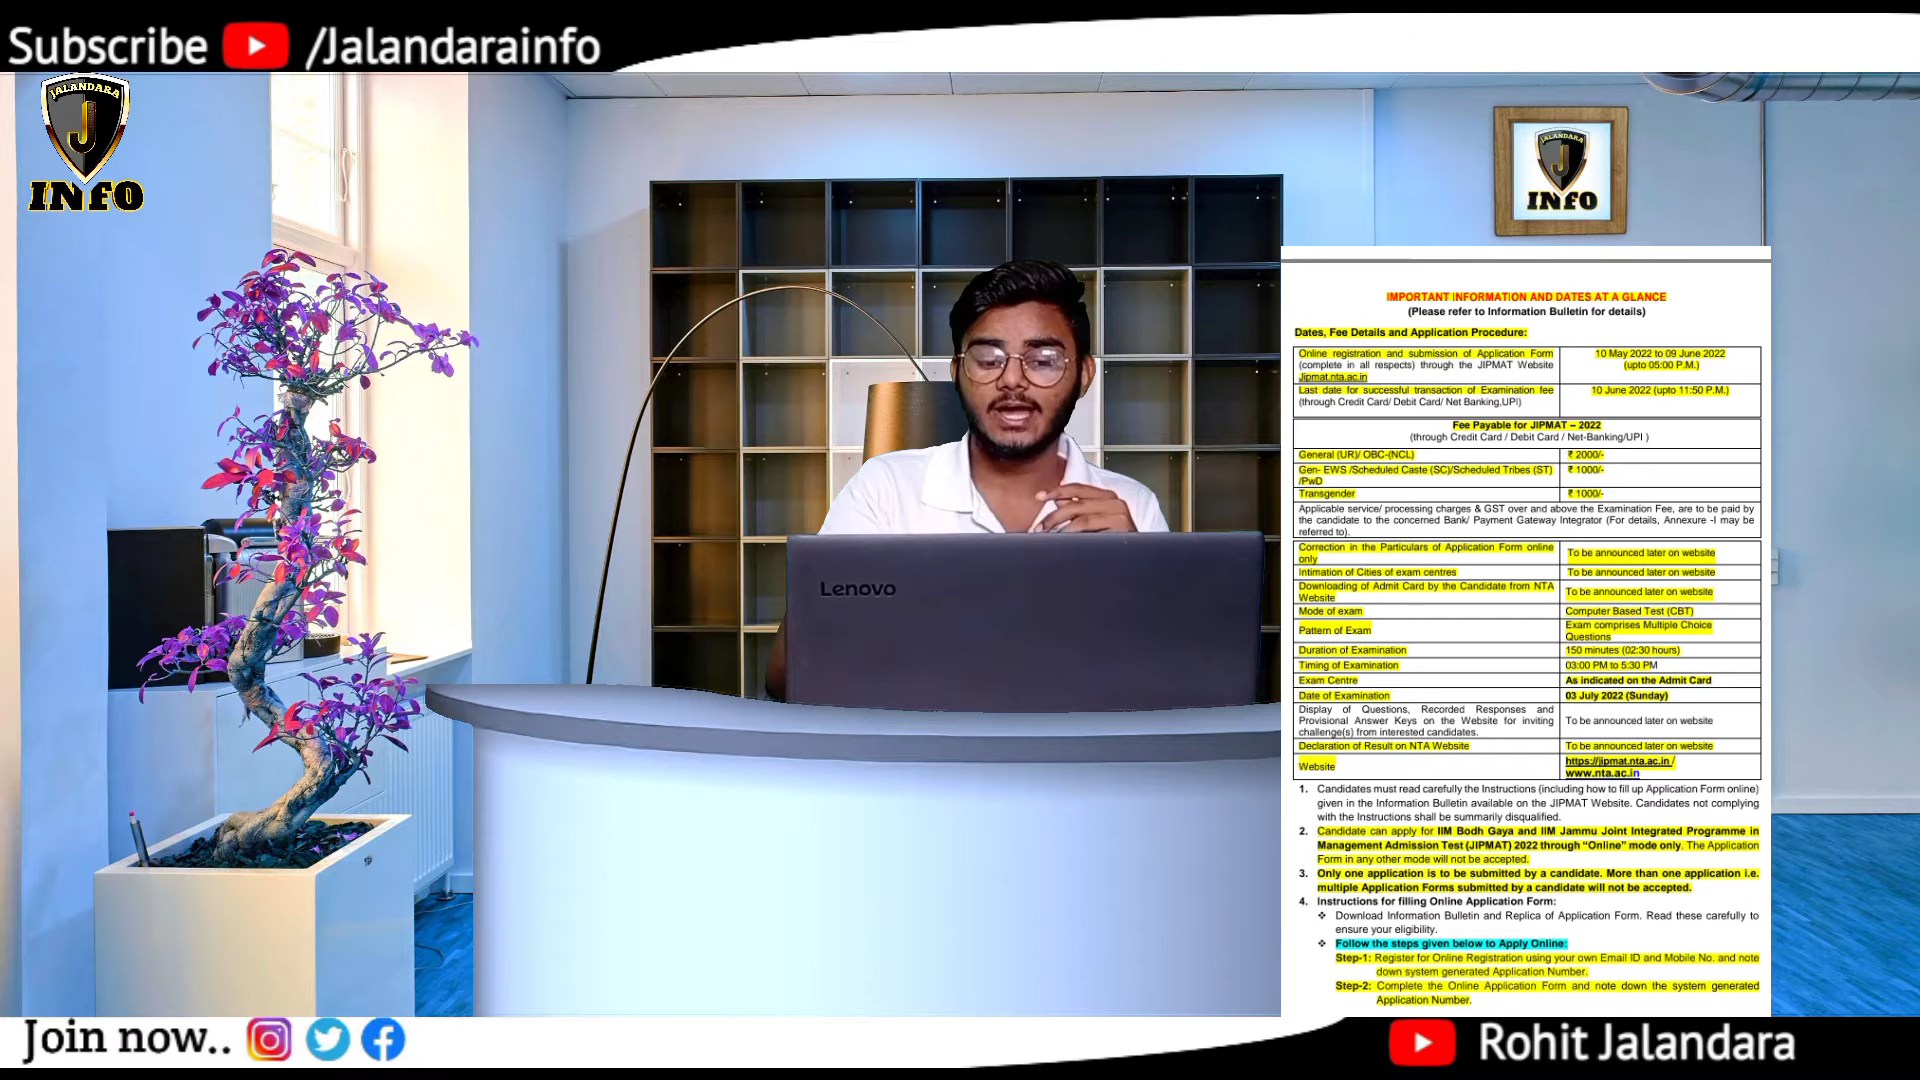 Subscribe /Jalandarainfo
JALANDARA
J
INFO
JALANDARA
J
INFO
Lenovo
IMPORTANT INFORMATION AND DATES AT A GLANCE
(Please refer to Information Bulletin for details)
Dates, Fee Details and Application Procedure:
Online registration and submission of Application Form (complete in all respects) through the JIPMAT Website Jipmat.nta.ac.in
10 May 2022 to 09 June 2022
(upto 05:00 P.M.)
Last date for successful transaction of Examination fee
(through Credit Card/ Debit Card/ Net Banking,UPI)
10 June 2022 (upto 11:50 P.M.)
Fee Payable for JIPMAT – 2022
(through Credit Card / Debit Card / Net-Banking/UPI )
General (UR)/ OBC-(NCL)
₹ 2000/-
Gen- EWS /Scheduled Caste (SC)/Scheduled Tribes (ST)
/PwD
₹ 1000/-
Transgender
₹ 1000/-
Applicable service/ processing charges & GST over and above the Examination Fee, are to be paid by
the candidate to the concerned Bank/ Payment Gateway Integrator (For details, Annexure -I may be
referred to).
Correction in the Particulars of Application Form online
only
To be announced later on website
Intimation of Cities of exam centres
To be announced later on website
Downloading of Admit Card by the Candidate from NTA
Website
To be announced later on website
Mode of exam
Computer Based Test (CBT)
Pattern of Exam
Exam comprises Multiple Choice
Questions
Duration of Examination
150 minutes (02:30 hours)
Timing of Examination
03:00 PM to 5:30 PM
Exam Centre
As indicated on the Admit Card
Date of Examination
03 July 2022 (Sunday)
Display of Questions, Recorded Responses and
Provisional Answer Keys on the Website for inviting
challenge(s) from interested candidates.
To be announced later on website
Declaration of Result on NTA Website
To be announced later on website
Website
https://jipmat.nta.ac.in /
www.nta.ac.in
1. Candidates must read carefully the Instructions (including how to fill up Application Form online)
given in the Information Bulletin available on the JIPMAT Website. Candidates not complying
with the Instructions shall be summarily disqualified.
2. Candidate can apply for IIM Bodh Gaya and IIM Jammu Joint Integrated Programme in
Management Admission Test (JIPMAT) 2022 through “Online” mode only. The Application
Form in any other mode will not be accepted.
3. Only one application is to be submitted by a candidate. More than one application i.e.
multiple Application Forms submitted by a candidate will not be accepted.
4. Instructions for filling Online Application Form:
❖ Download Information Bulletin and Replica of Application Form. Read these carefully to
ensure your eligibility.
❖ Follow the steps given below to Apply Online:
Step-1: Register for Online Registration using your own Email ID and Mobile No. and note
down system generated Application Number.
Step-2: Complete the Online Application Form and note down the system generated
Application Number.
Join now..
Rohit Jalandara